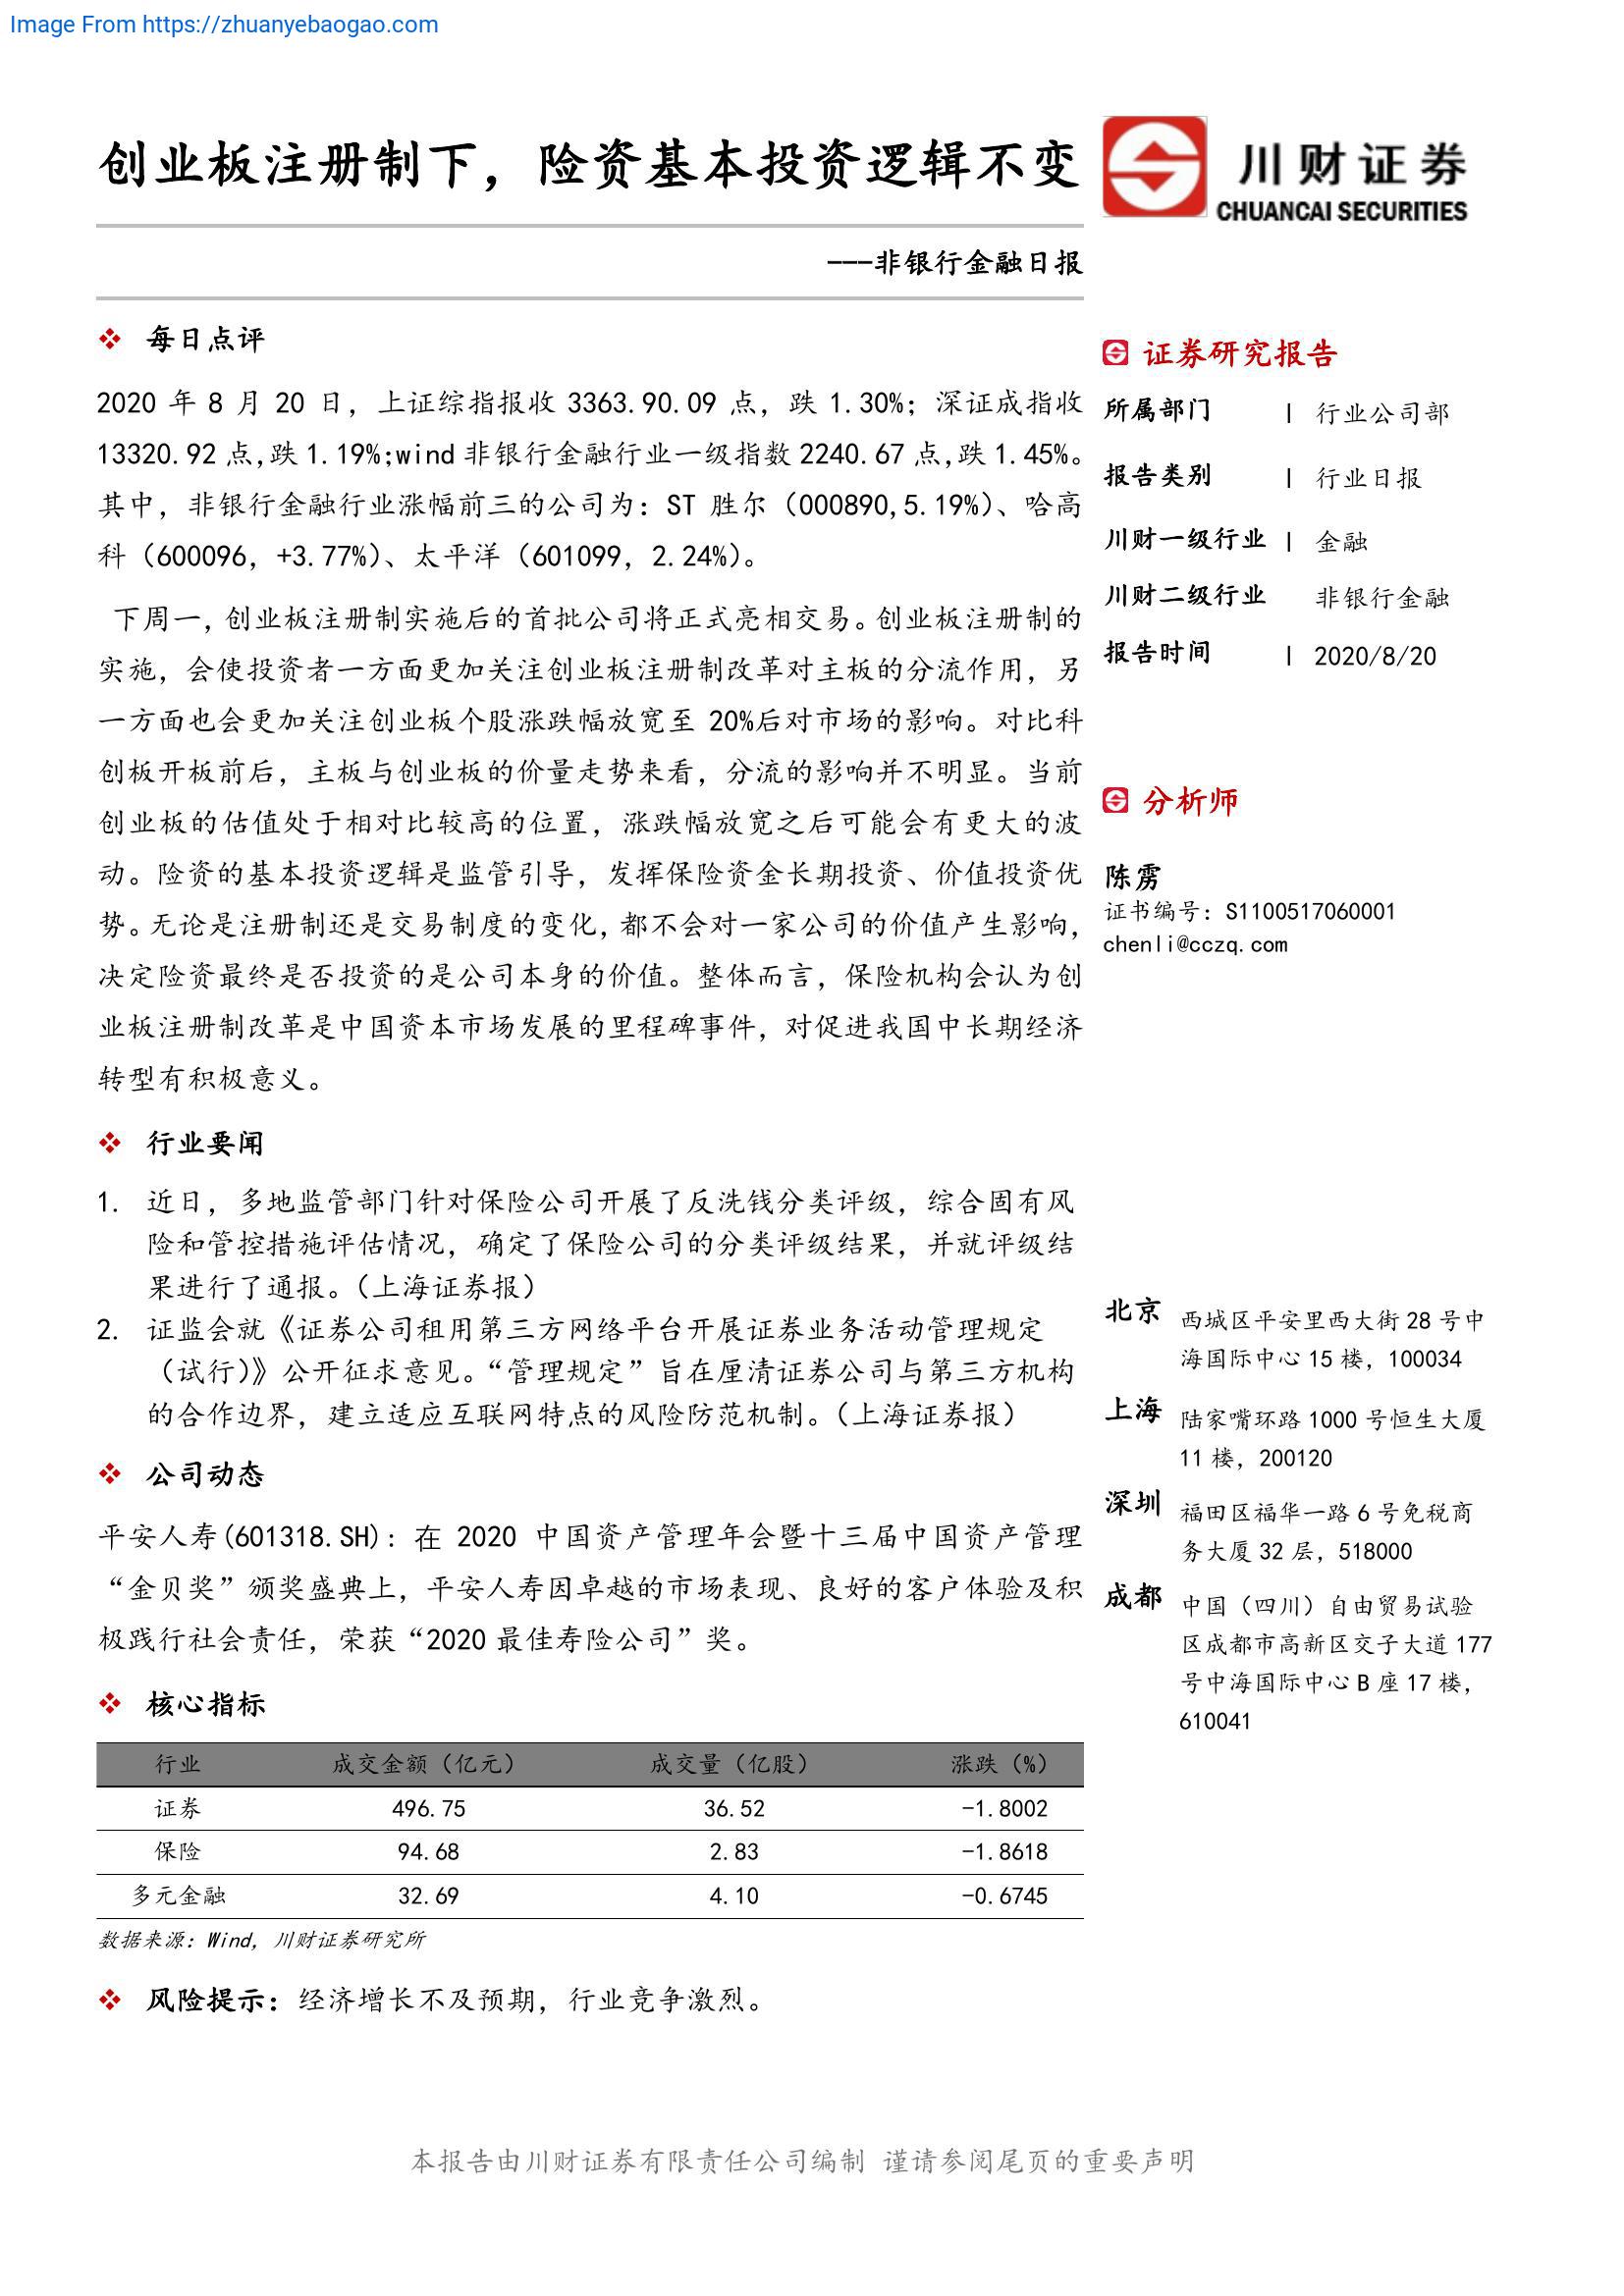 Image From https://zhuanyebaogao.com
创业板注册制下，险资基本投资逻辑不变
川财证券
CHUANCAI SECURITIES
---非银行金融日报
每日点评
2020 年 8 月 20 日，上证综指报收 3363.90.09 点，跌 1.30%；深证成指收
13320.92 点,跌 1.19%;wind 非银行金融行业一级指数 2240.67 点,跌 1.45%。
其中，非银行金融行业涨幅前三的公司为：ST 胜尔（000890,5.19%）、哈高
科（600096，+3.77%）、太平洋（601099，2.24%）。
下周一，创业板注册制实施后的首批公司将正式亮相交易。创业板注册制的
实施，会使投资者一方面更加关注创业板注册制改革对主板的分流作用，另
一方面也会更加关注创业板个股涨跌幅放宽至 20%后对市场的影响。对比科
创板开板前后，主板与创业板的价量走势来看，分流的影响并不明显。当前
创业板的估值处于相对比较高的位置，涨跌幅放宽之后可能会有更大的波
动。险资的基本投资逻辑是监管引导，发挥保险资金长期投资、价值投资优
势。无论是注册制还是交易制度的变化，都不会对一家公司的价值产生影响，
决定险资最终是否投资的是公司本身的价值。整体而言，保险机构会认为创
业板注册制改革是中国资本市场发展的里程碑事件，对促进我国中长期经济
转型有积极意义。
行业要闻
1. 近日，多地监管部门针对保险公司开展了反洗钱分类评级，综合固有风
险和管控措施评估情况，确定了保险公司的分类评级结果，并就评级结
果进行了通报。（上海证券报）
2. 证监会就《证券公司租用第三方网络平台开展证券业务活动管理规定
（试行）》公开征求意见。“管理规定”旨在厘清证券公司与第三方机构
的合作边界，建立适应互联网特点的风险防范机制。（上海证券报）
公司动态
平安人寿(601318.SH)：在 2020 中国资产管理年会暨十三届中国资产管理
“金贝奖”颁奖盛典上，平安人寿因卓越的市场表现、良好的客户体验及积
极践行社会责任，荣获“2020 最佳寿险公司”奖。
核心指标
行业 成交金额（亿元） 成交量（亿股） 涨跌（%）
证券 496.75 36.52 -1.8002
保险 94.68 2.83 -1.8618
多元金融 32.69 4.10 -0.6745
数据来源：Wind，川财证券研究所
风险提示：经济增长不及预期，行业竞争激烈。
证券研究报告
所属部门 | 行业公司部
报告类别 | 行业日报
川财一级行业 | 金融
川财二级行业 非银行金融
报告时间 | 2020/8/20
分析师
陈雳
证书编号：S1100517060001
chenli@cczq.com
北京 西城区平安里西大街 28 号中
海国际中心 15 楼，100034
上海 陆家嘴环路 1000 号恒生大厦
11 楼，200120
深圳 福田区福华一路 6 号免税商
务大厦 32 层，518000
成都 中国（四川）自由贸易试验
区成都市高新区交子大道 177
号中海国际中心 B 座 17 楼，
610041
本报告由川财证券有限责任公司编制 谨请参阅尾页的重要声明